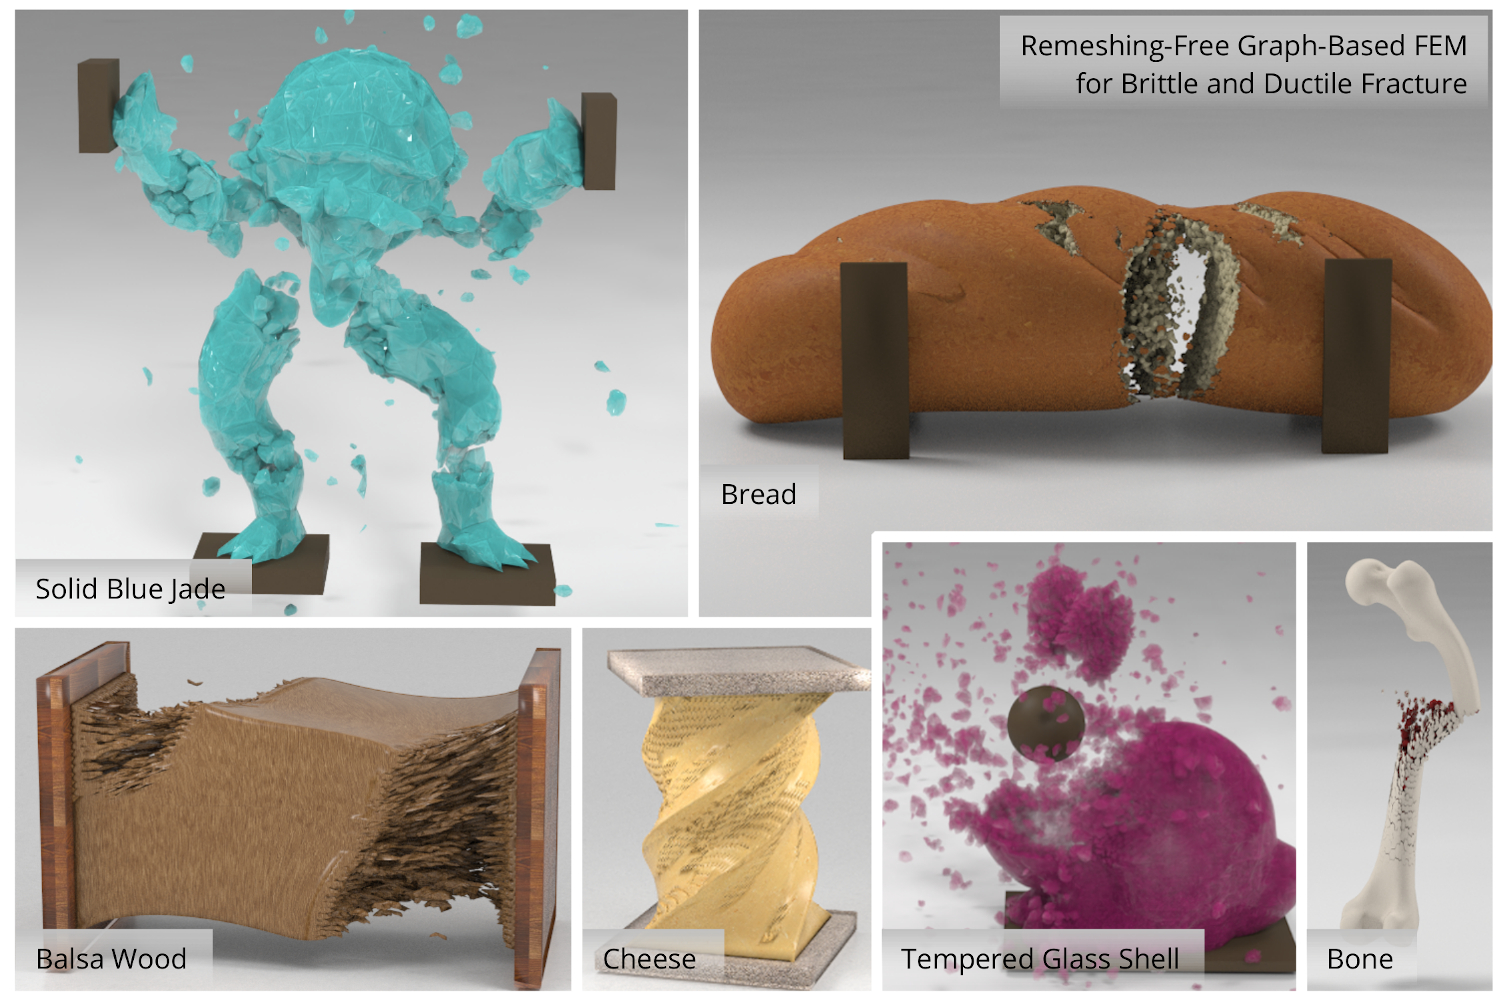 Remeshing-Free Graph-Based FEM
for Brittle and Ductile Fracture
Solid Blue Jade
Bread
Balsa Wood
Cheese
Tempered Glass Shell
Bone